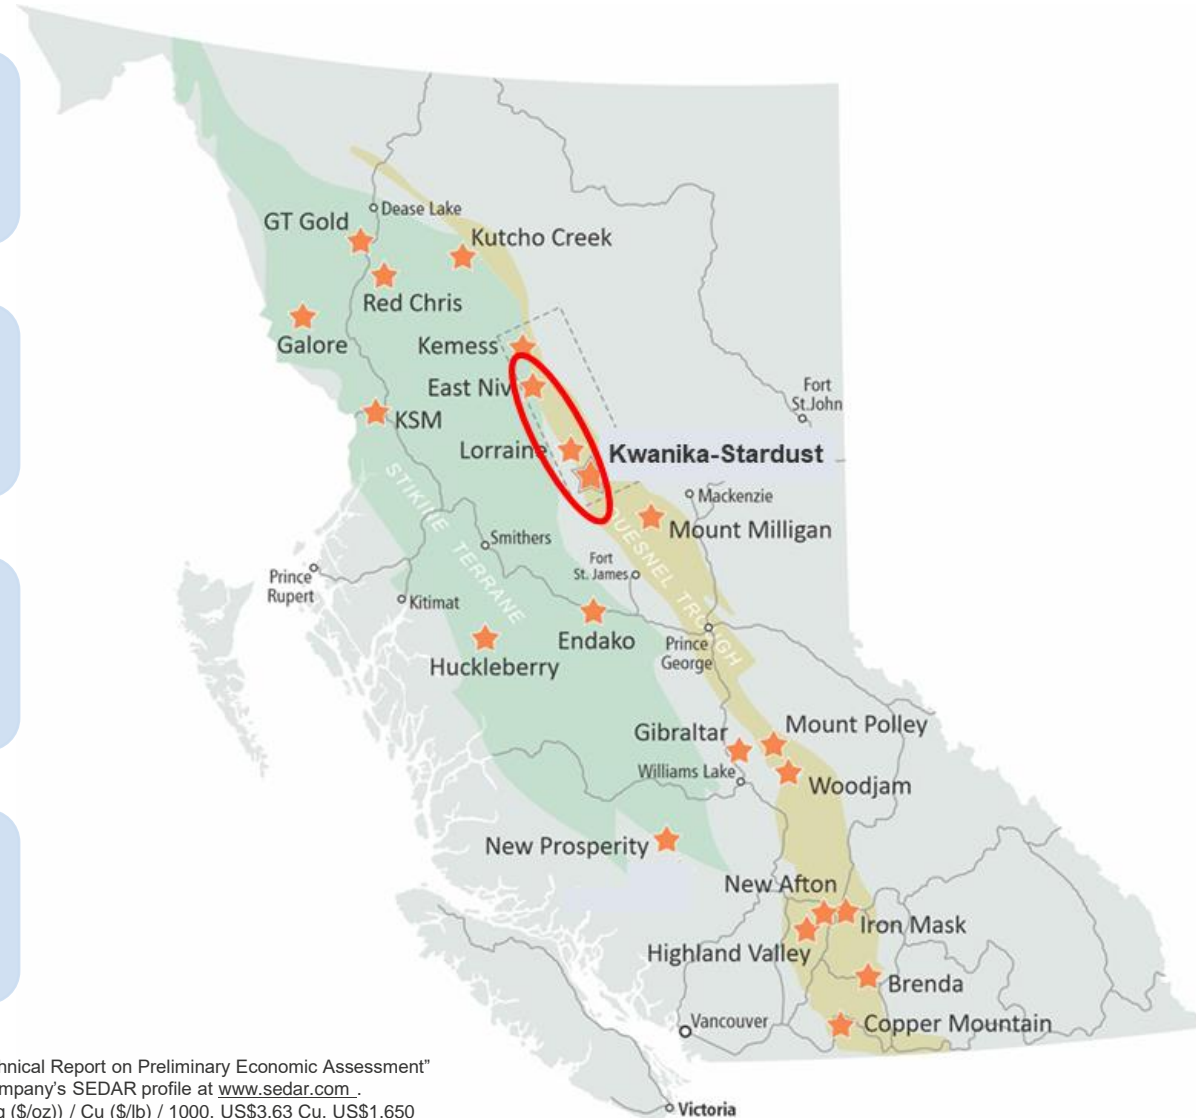 Dease Lake
GT Gold
Kutcho Creek
Red Chris
Galore
Kemess
East Niv
Fort
St.John
KSM
Lorraine
Kwanika-Stardust
Mackenzie
STIKINE TERRANE
QUESNEL TROUGH
Mount Milligan
Smithers
Fort
St. James
Prince
Rupert
Kitimat
Endako
Prince
George
Huckleberry
Mount Polley
Gibraltar
Williams Lake
Woodjam
New Prosperity
New Afton
Iron Mask
Highland Valley
Brenda
Copper Mountain
Vancouver
Victoria
hnical Report on Preliminary Economic Assessment”
mpany’s SEDAR profile at www.sedar.com .
($/oz)) / Cu ($/lb) / 1000. US$3.63 Cu, US$1,650